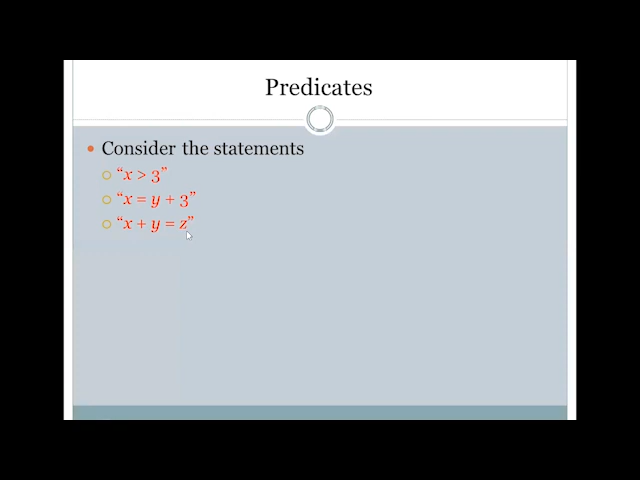 Predicates
Consider the statements
“x > 3”
“x = y + 3”
“x + y = z”